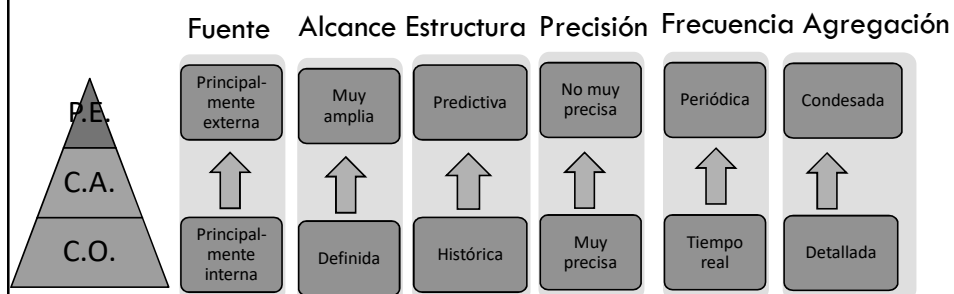 Fuente Alcance Estructura Precisión Frecuencia Agregación
P.E.
Principal-
mente
externa
Muy
amplia
Predictiva
No muy
precisa
Periódica
Condesada
C.A.
C.O.
Principal-
mente
interna
Definida
Histórica
Muy
precisa
Tiempo
real
Detallada